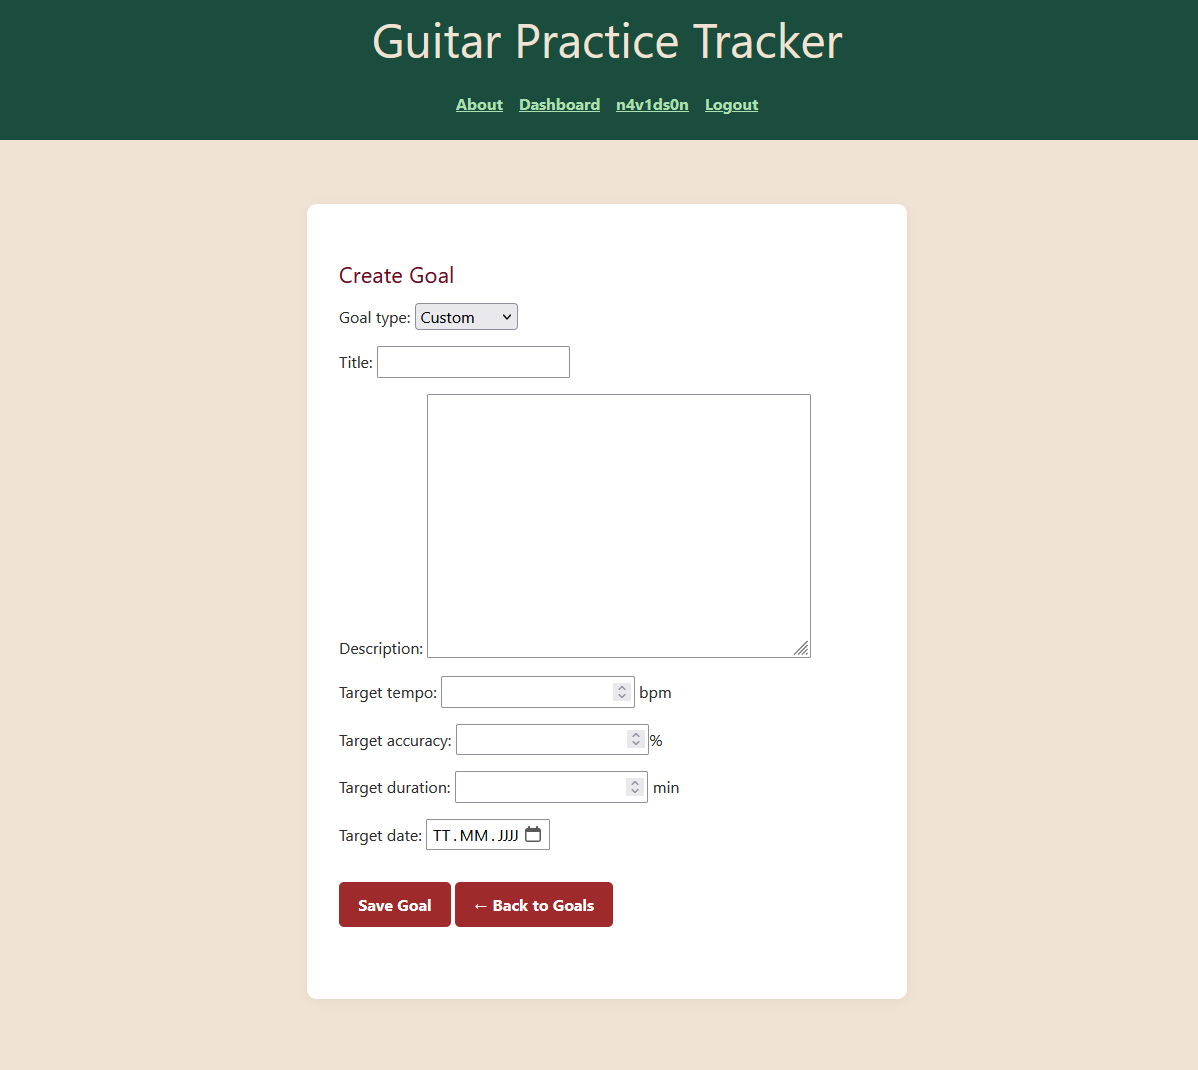 Guitar Practice Tracker
About Dashboard n4v1ds0n Logout
Create Goal
Goal type: Custom
Title:
Description:
Target tempo: bpm
Target accuracy: %
Target duration: min
Target date: TT.MM.JJJJ
Save Goal ← Back to Goals